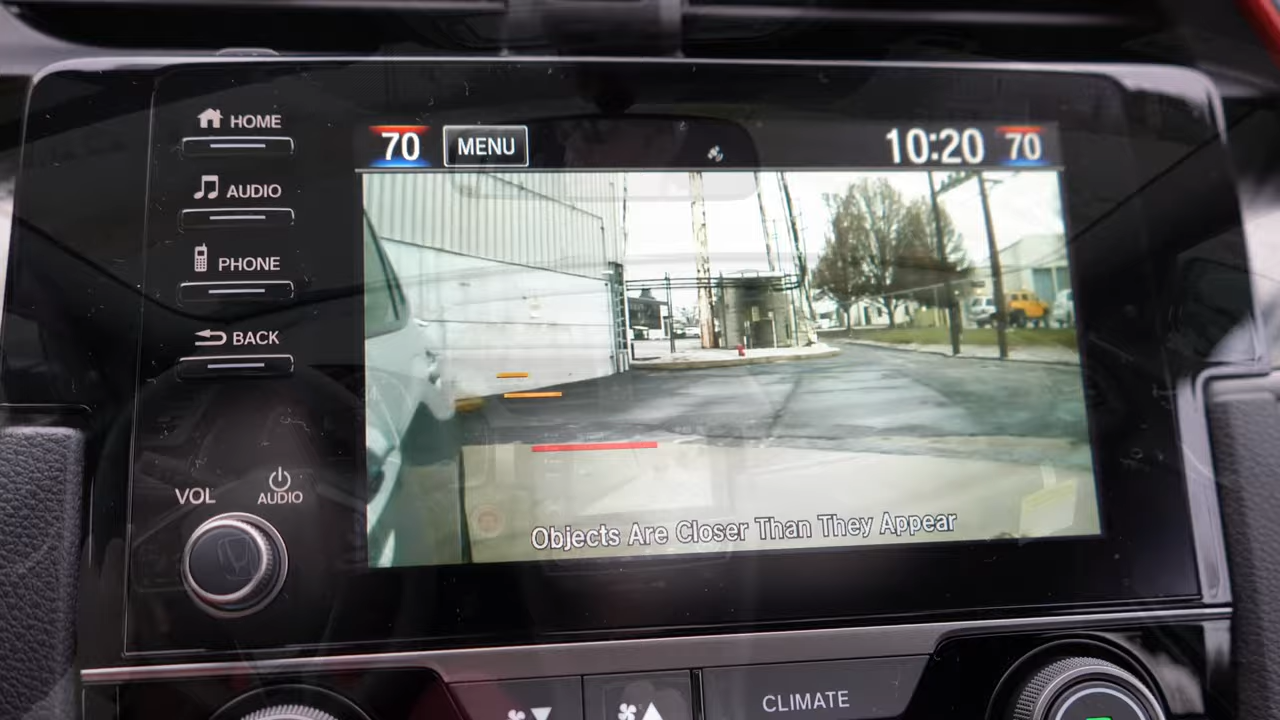 HOME
AUDIO
PHONE
BACK
VOL
AUDIO
70
MENU
10:20
70
Objects Are Closer Than They Appear
CLIMATE